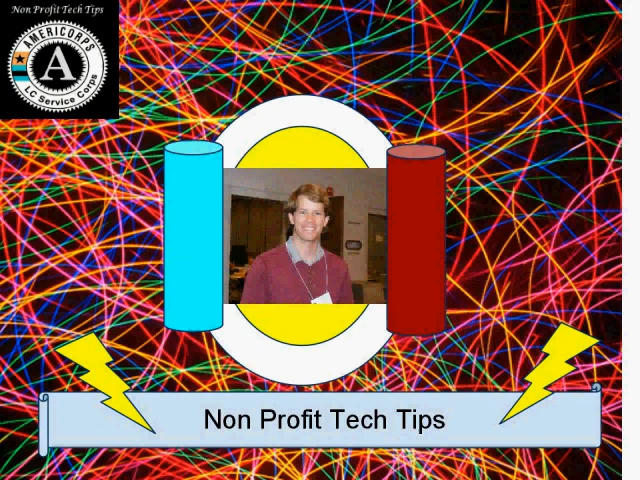 Non Profit Tech Tips
AMERICORPS
A
LC Service Corps
Non Profit Tech Tips